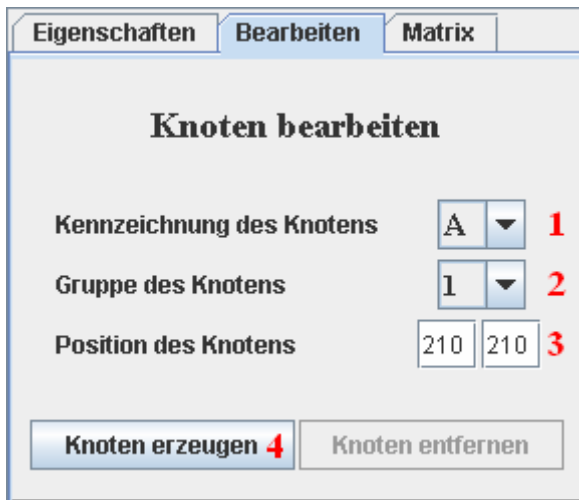 Eigenschaften Bearbeiten Matrix
Knoten bearbeiten
Kennzeichnung des Knotens A 1
Gruppe des Knotens 1 2
Position des Knotens 210 210 3
Knoten erzeugen 4 Knoten entfernen